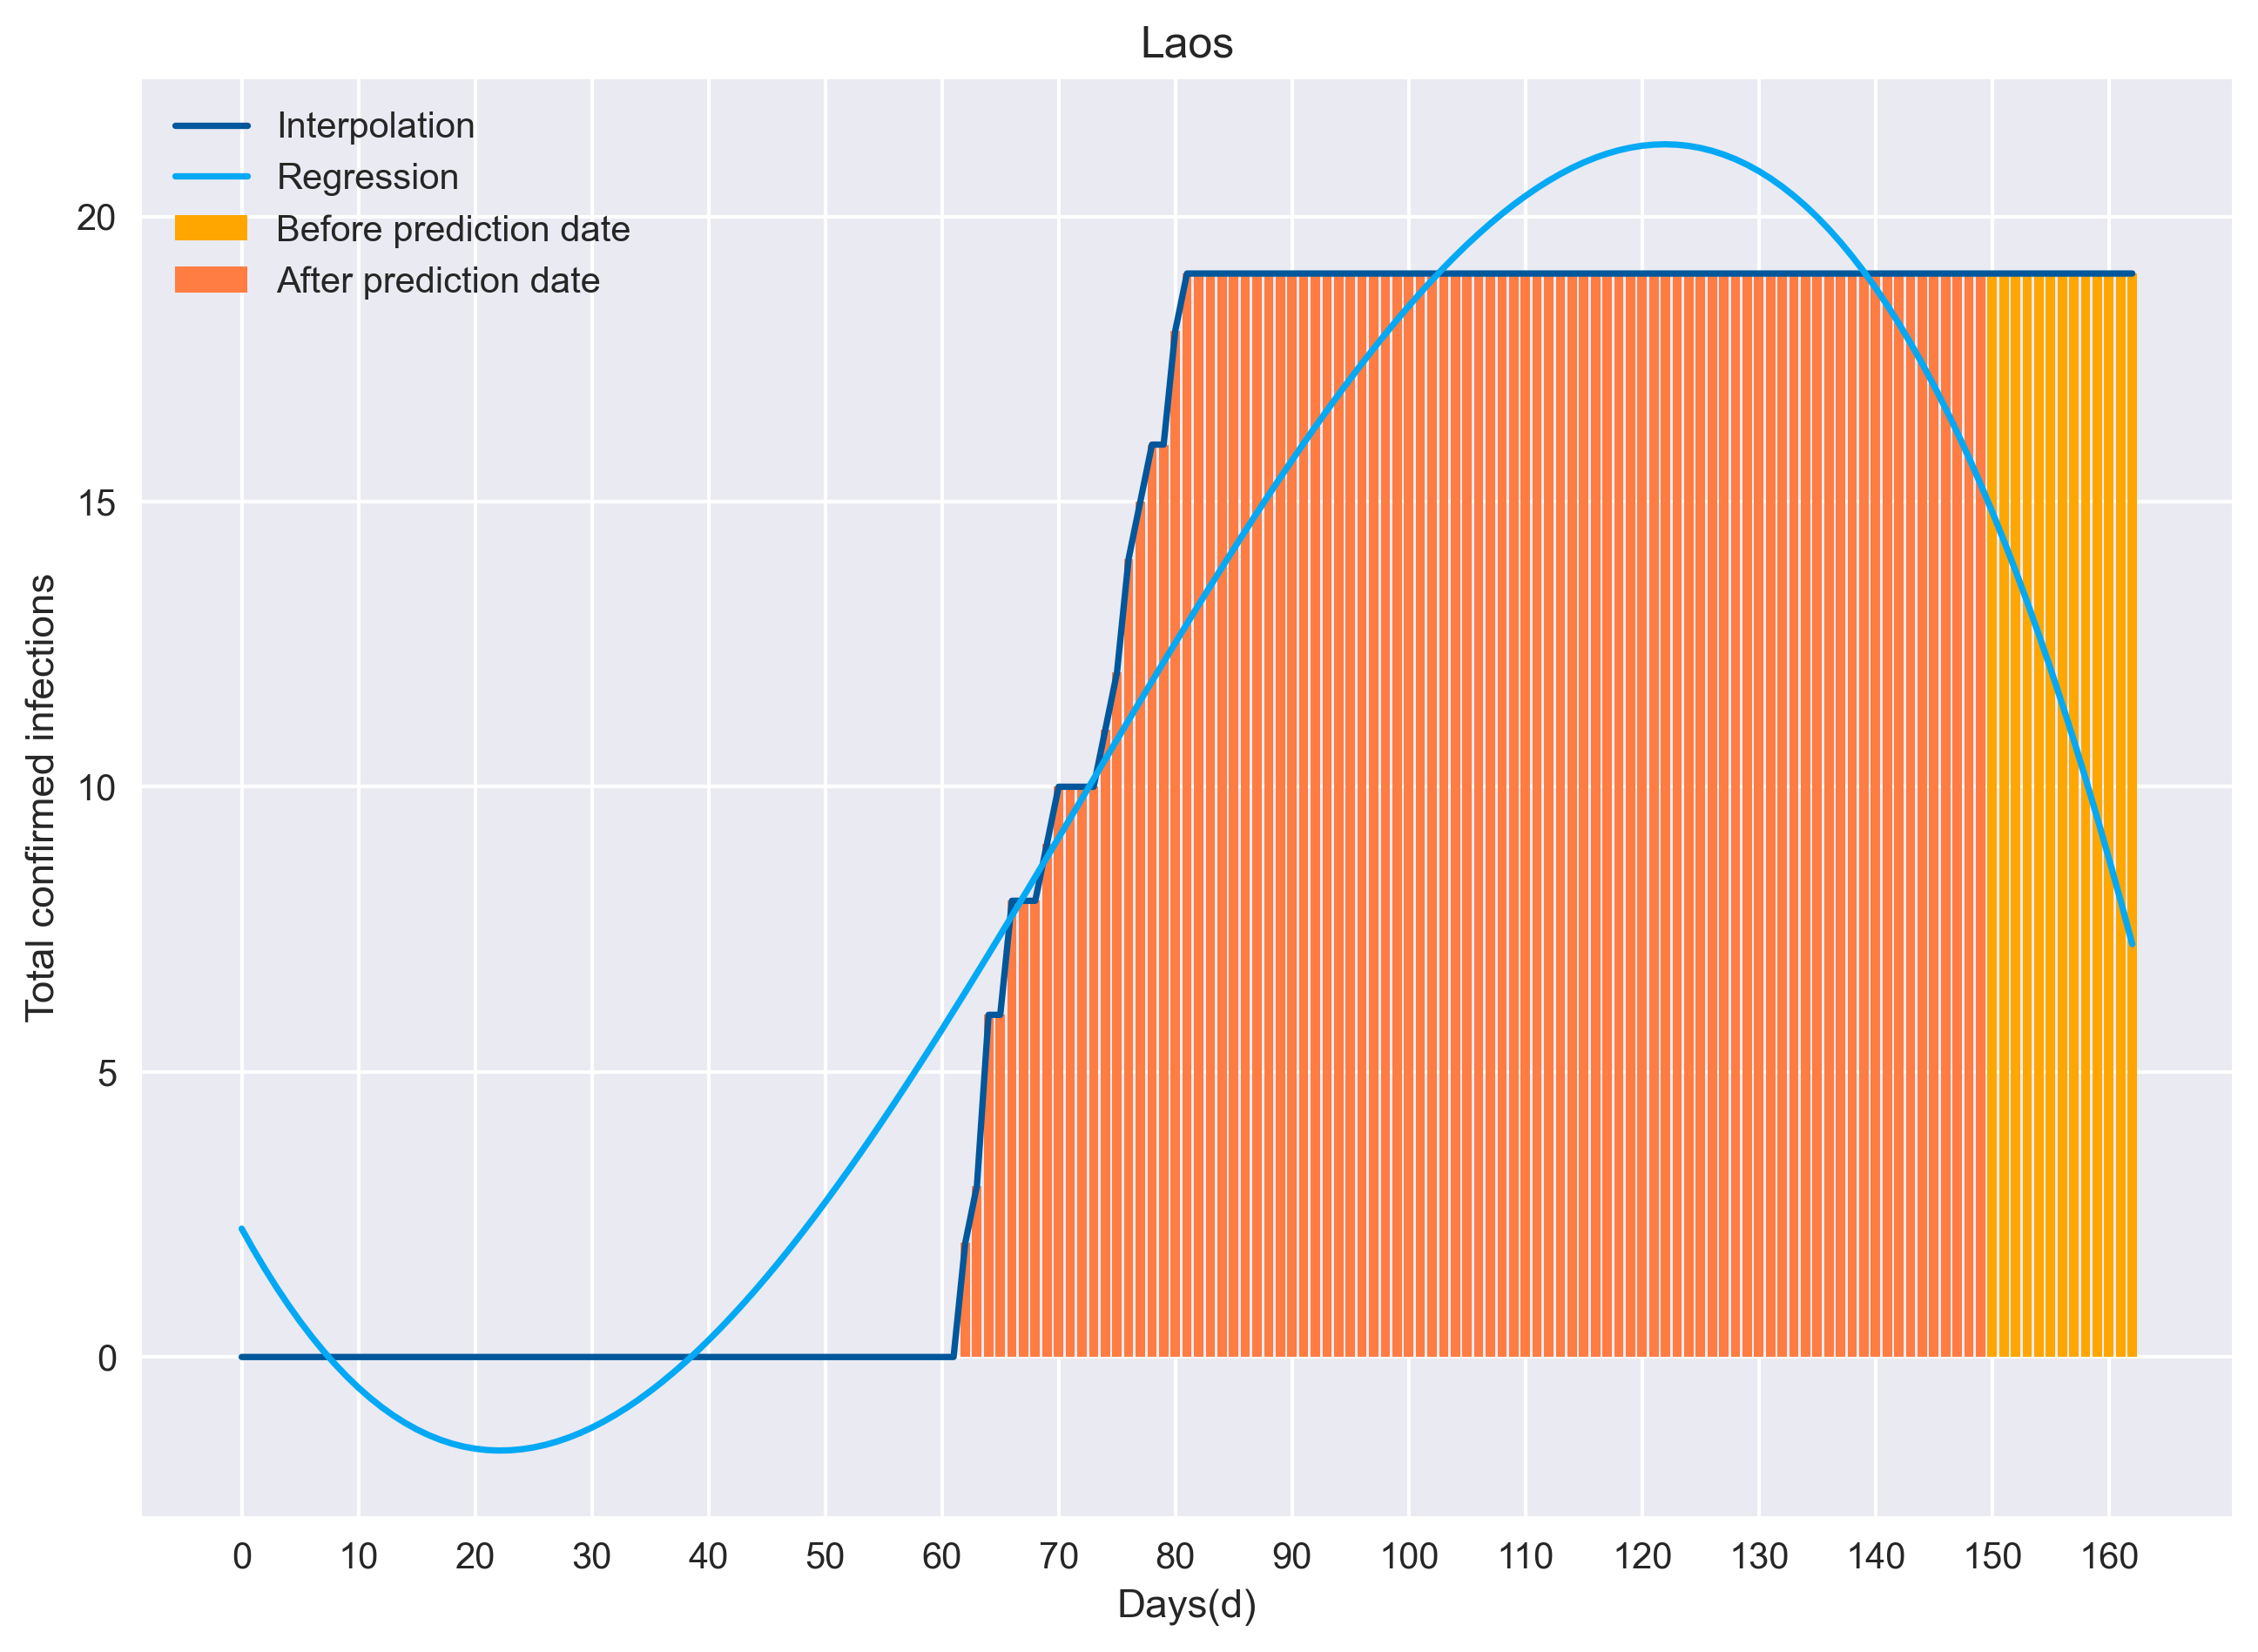 Laos
Interpolation
Regression
Before prediction date
After prediction date
20
15
10
5
0
Total confirmed infections
0 10 20 30 40 50 60 70 80 90 100 110 120 130 140 150 160
Days(d)